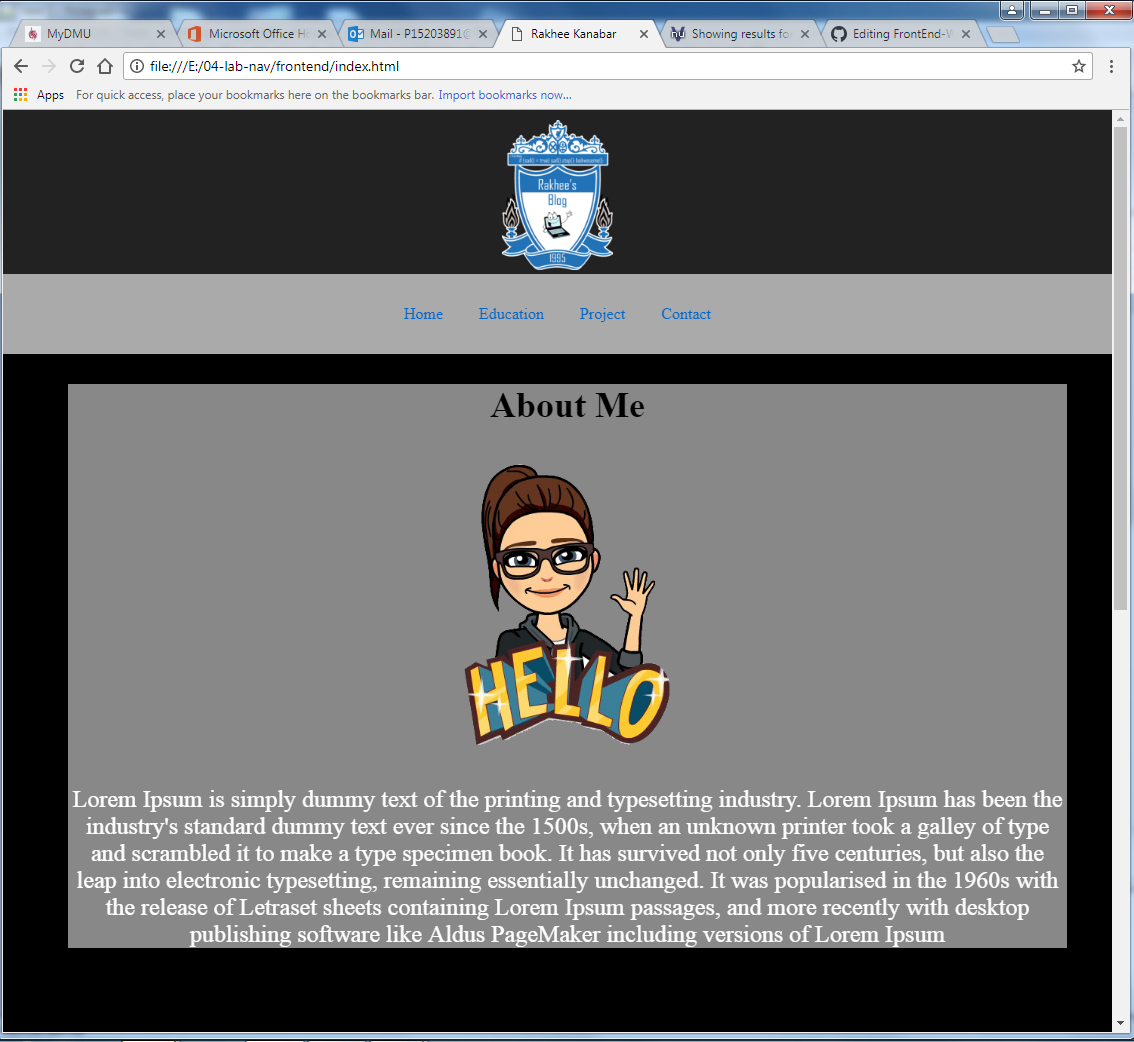 MyDMU
Microsoft Office H
Mail - P15203891@
Rakhee Kanabar
Showing results fo
Editing FrontEnd-W
file:///E:/04-lab-nav/frontend/index.html
Apps
For quick access, place your bookmarks here on the bookmarks bar. Import bookmarks now...
Rakhee's
Blog
1995
Home Education Project Contact
About Me
HELLO
Lorem Ipsum is simply dummy text of the printing and typesetting industry. Lorem Ipsum has been the
industry's standard dummy text ever since the 1500s, when an unknown printer took a galley of type
and scrambled it to make a type specimen book. It has survived not only five centuries, but also the
leap into electronic typesetting, remaining essentially unchanged. It was popularised in the 1960s with
the release of Letraset sheets containing Lorem Ipsum passages, and more recently with desktop
publishing software like Aldus PageMaker including versions of Lorem Ipsum